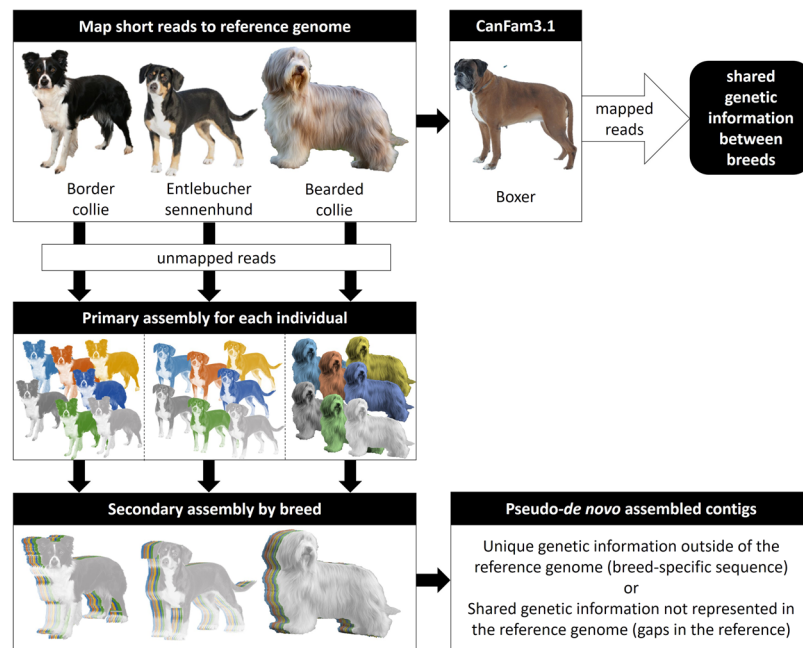 Map short reads to reference genome
CanFam3.1
Border
collie
Entlebucher
sennenhund
Bearded
collie
Boxer
mapped
reads
shared
genetic
information
between
breeds
unmapped reads
Primary assembly for each individual
Secondary assembly by breed
Pseudo-de novo assembled contigs
Unique genetic information outside of the
reference genome (breed-specific sequence)
or
Shared genetic information not represented in
the reference genome (gaps in the reference)